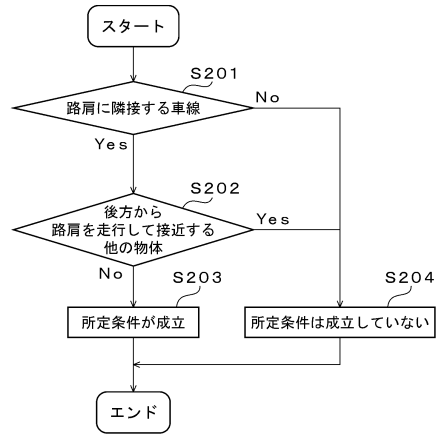 スタート
S201
路肩に隣接する車線
No
Yes
S202
後方から
路肩を走行して接近する
他の物体
Yes
No
S203
S204
所定条件が成立
所定条件は成立していない
エンド